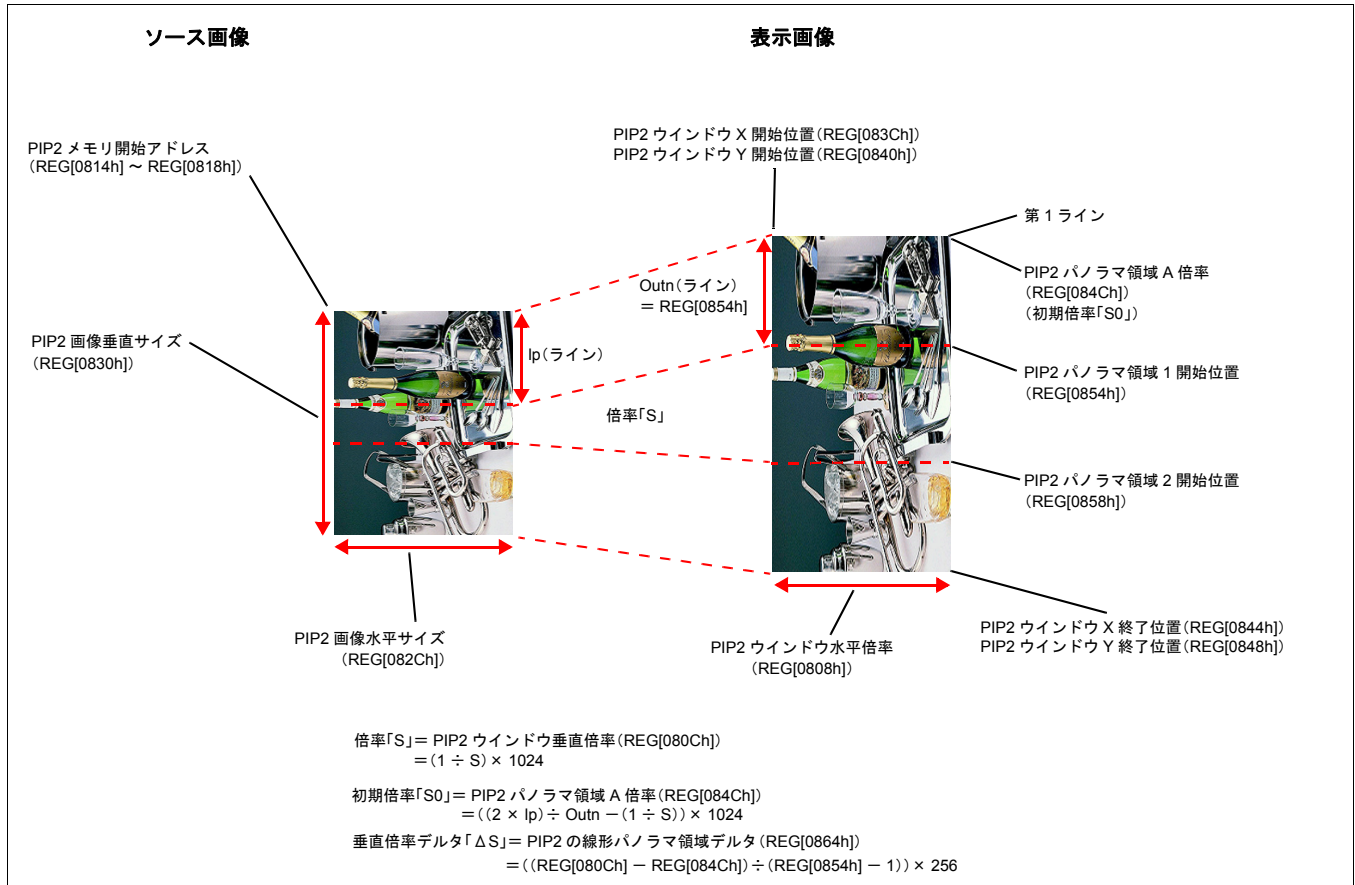 ソース画像
表示画像
PIP2 メモリ開始アドレス
(REG[0814h] ～ REG[0818h])
PIP2 ウインドウ X 開始位置(REG[083Ch])
PIP2 ウインドウ Y 開始位置(REG[0840h])
第 1 ライン
PIP2 パノラマ領域 A 倍率
(REG[084Ch])
(初期倍率「S0」)
Outn(ライン)
＝ REG[0854h]
PIP2 画像垂直サイズ
(REG[0830h])
Ip(ライン)
PIP2 パノラマ領域 1 開始位置
(REG[0854h])
倍率「S」
PIP2 パノラマ領域 2 開始位置
(REG[0858h])
PIP2 画像水平サイズ
(REG[082Ch])
PIP2 ウインドウ水平倍率
(REG[0808h])
PIP2 ウインドウ X 終了位置(REG[0844h])
PIP2 ウインドウ Y 終了位置(REG[0848h])
倍率「S」＝ PIP2 ウインドウ垂直倍率(REG[080Ch])
＝(1 ÷ S) × 1024
初期倍率「S0」＝ PIP2 パノラマ領域 A 倍率(REG[084Ch])
＝((2 × Ip) ÷ Outn －(1 ÷ S)) × 1024
垂直倍率デルタ「ΔS」＝ PIP2 の線形パノラマ領域デルタ(REG[0864h])
＝((REG[080Ch] － REG[084Ch]) ÷(REG[0854h] － 1)) × 256